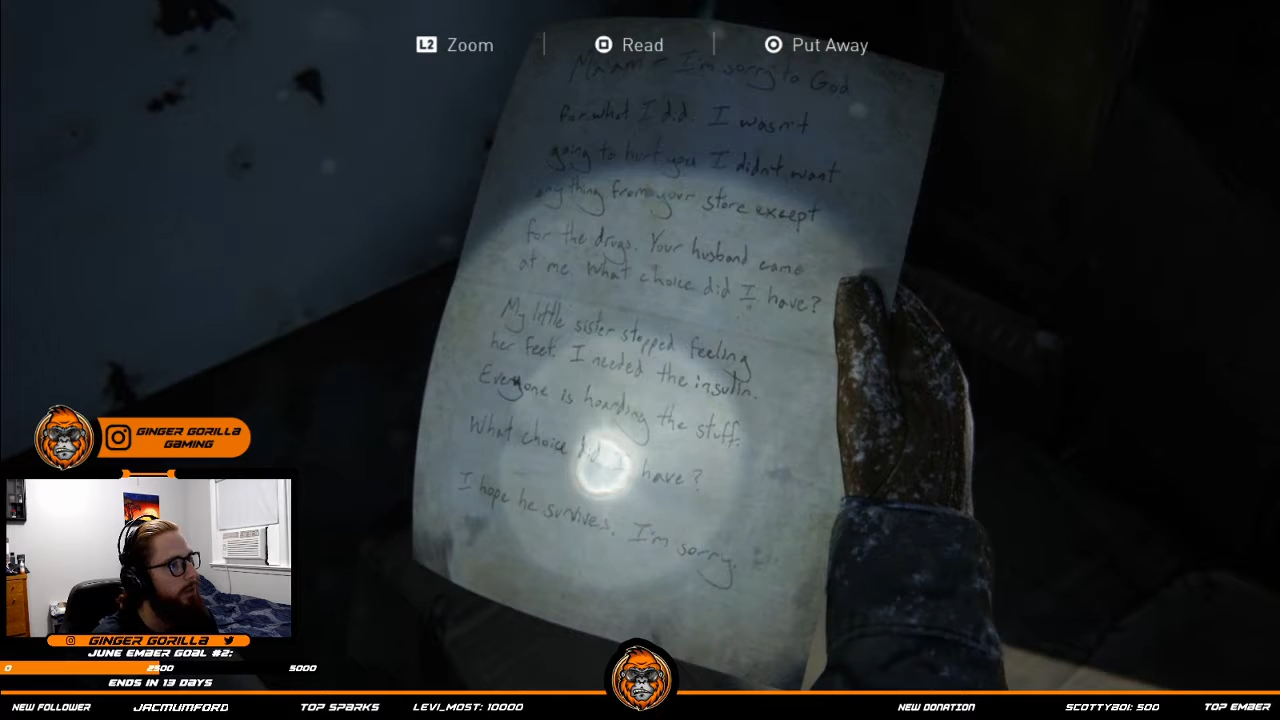 L2 Zoom | Read | Put Away
Ma'am - I'm sorry to God
for what I did. I wasn't
going to hurt you. I didn't want
anything from your store except
for the drugs. Your husband came
at me. What choice did I have?
My little sister stopped feeling
her feet. I needed the insulin.
Everyone is hoarding the stuff.
What choice did I have?
I hope he survives. I'm sorry.
GINGER GORILLA
GAMING
GINGER GORILLA
JUNE EMBER GOAL #2:
0 2500 5000
ENDS IN 13 DAYS
NEW FOLLOWER JACMUMFORD TOP SPARKS LEVI_MOST: 10000 NEW DONATION SCOTTYBOI: 500 TOP EMBER